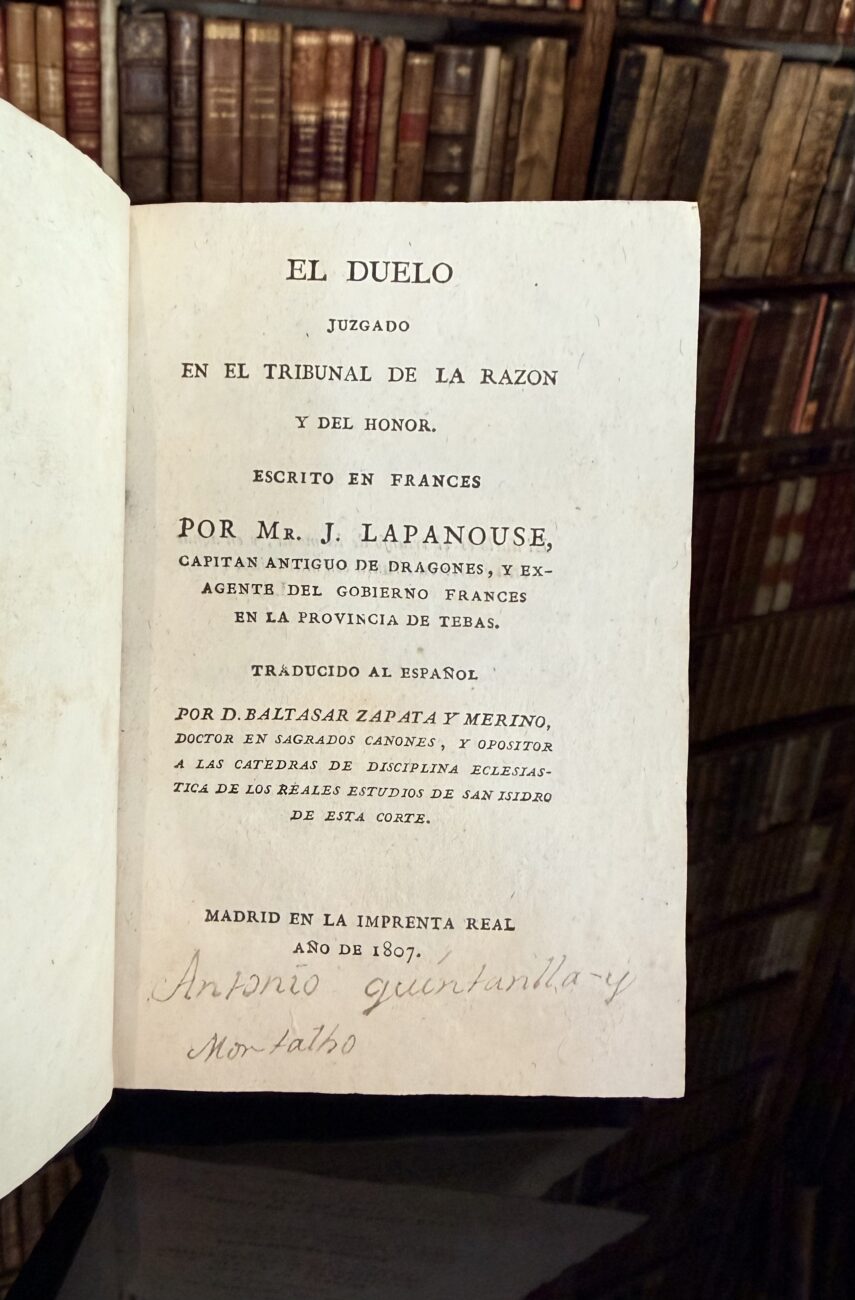 EL DUELO
JUZGADO
EN EL TRIBUNAL DE LA RAZON
Y DEL HONOR.
ESCRITO EN FRANCES
POR MR. J. LAPANOUSE,
CAPITAN ANTIGUO DE DRAGONES, Y EX-
AGENTE DEL GOBIERNO FRANCES
EN LA PROVINCIA DE TEBAS.
TRADUCIDO AL ESPAÑOL
POR D. BALTASAR ZAPATA Y MERINO,
DOCTOR EN SAGRADOS CANONES, Y OPOSITOR
A LAS CATEDRAS DE DISCIPLINA ECLESIAS-
TICA DE LOS REALES ESTUDIOS DE SAN ISIDRO
DE ESTA CORTE.
MADRID EN LA IMPRENTA REAL
AÑO DE 1807.
Antonio quintanilla y